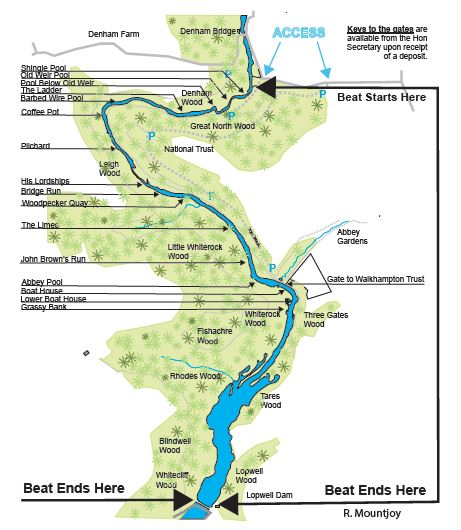 Denham Farm
Denham Bridge
ACCESS
Keys to the gates are
available from the Hon
Secretary upon receipt
of a deposit.
Shingle Pool
Old Weir Pool
Pool Below Old Weir
The Ladder
Barbed Wire Pool
Coffee Pot
P
P
Denham
Wood
Beat Starts Here
P
Great North Wood
P
National Trust
Pilchard
Leigh
Wood
His Lordships
Bridge Run
Woodpecker Quay
The Limes
Abbey
Gardens
Little Whiterock
Wood
John Brown's Run
P
Abbey Pool
Boat House
Lower Boat House
Grassy Bank
Gate to Walkhampton Trust
Whiterock
Wood
Three Gates
Wood
Fishachre
Wood
Rhodes Wood
Tares
Wood
Blindwell
Wood
Whitecliff
Wood
Lopwell
Wood
Beat Ends Here
Lopwell Dam
Beat Ends Here
R. Mountjoy